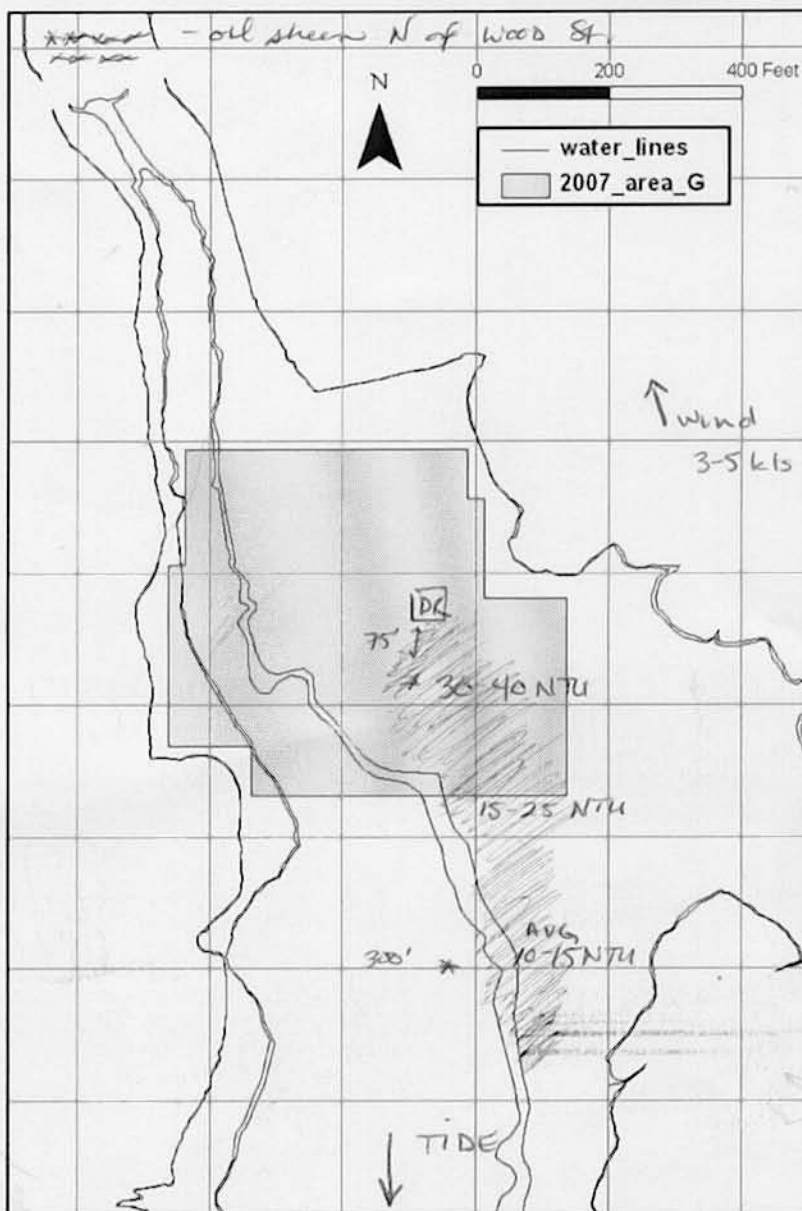 - oil sheen N of Wood St.
N
0 200 400 Feet
water_lines
2007_area_G
wind
3-5 kts
DR
75'
30-40 NTU
15-25 NTU
AVG
10-15 NTU
300'
TIDE